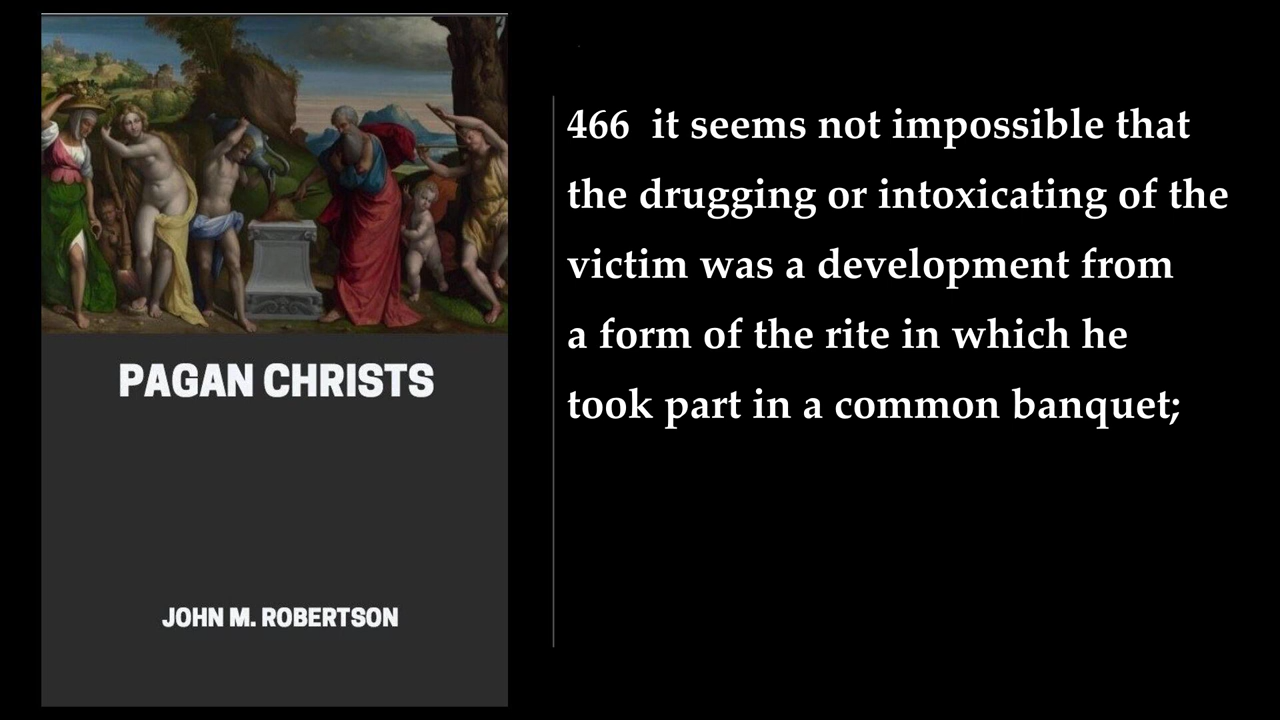 PAGAN CHRISTS
JOHN M. ROBERTSON
466 it seems not impossible that
the drugging or intoxicating of the
victim was a development from
a form of the rite in which he
took part in a common banquet;